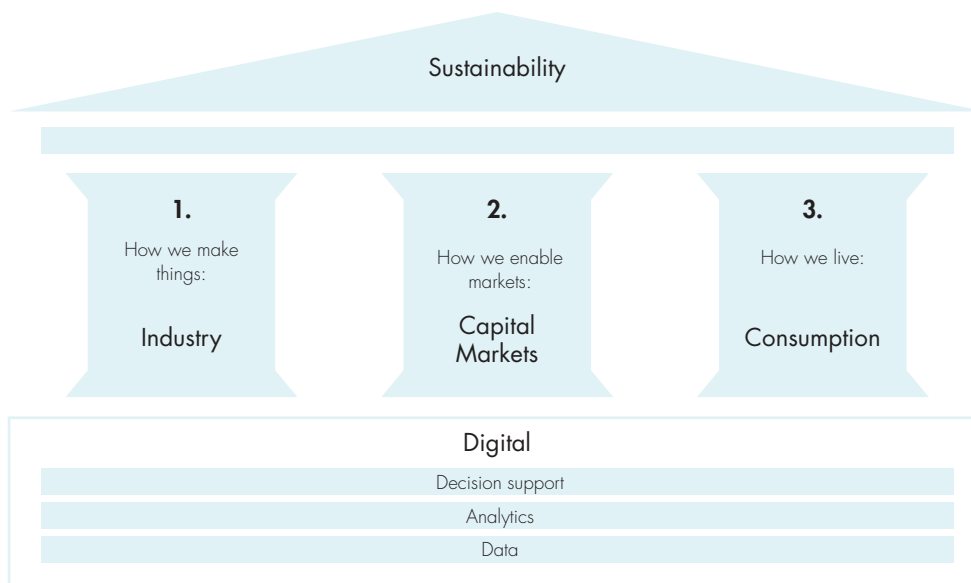 Sustainability
1.
How we make
things:
Industry
2.
How we enable
markets:
Capital
Markets
3.
How we live:
Consumption
Digital
Decision support
Analytics
Data